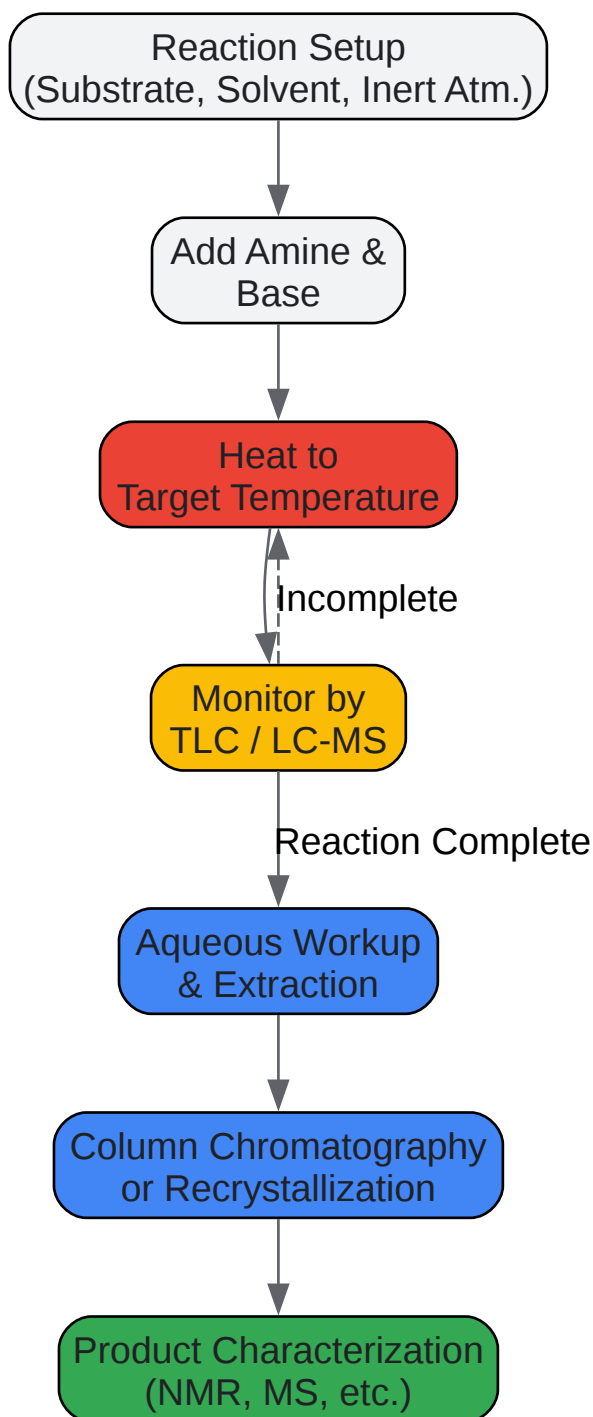 Reaction Setup
(Substrate, Solvent, Inert Atm.)
Add Amine &
Base
Heat to
Target Temperature
Incomplete
Monitor by
TLC / LC-MS
Reaction Complete
Aqueous Workup
& Extraction
Column Chromatography
or Recrystallization
Product Characterization
(NMR, MS, etc.)